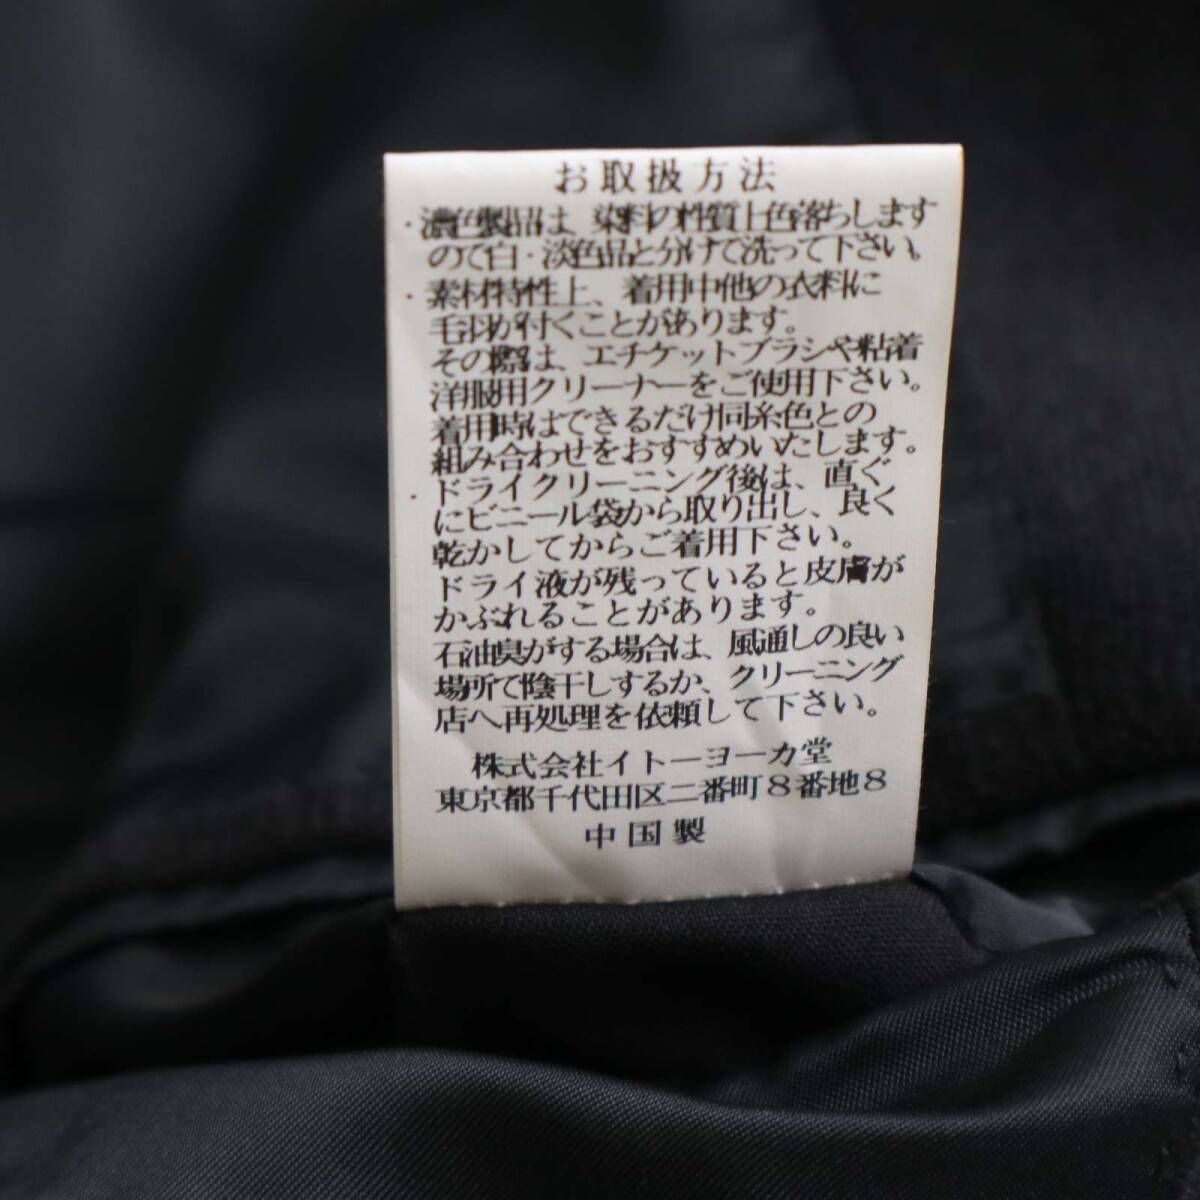 お取扱方法
・濃色製品は、染料の性質上色落ちします
ので白・淡色品と分けて洗って下さい。
・素材特性上、着用中他の衣料に
毛羽が付くことがあります。
その際は、エチケットブラシや粘着
洋服用クリーナーをご使用下さい。
着用時はできるだけ同系色との
組み合わせをおすすめいたします。
・ドライクリーニング後は、直ぐ
にビニール袋から取り出し、良く
乾かしてからご着用下さい。
ドライ液が残っていると皮膚が
かぶれることがあります。
石油臭がする場合は、風通しの良い
場所で陰干しするか、クリーニング
店へ再処理を依頼して下さい。
株式会社イトーヨーカ堂
東京都千代田区二番町8番地8
中国製